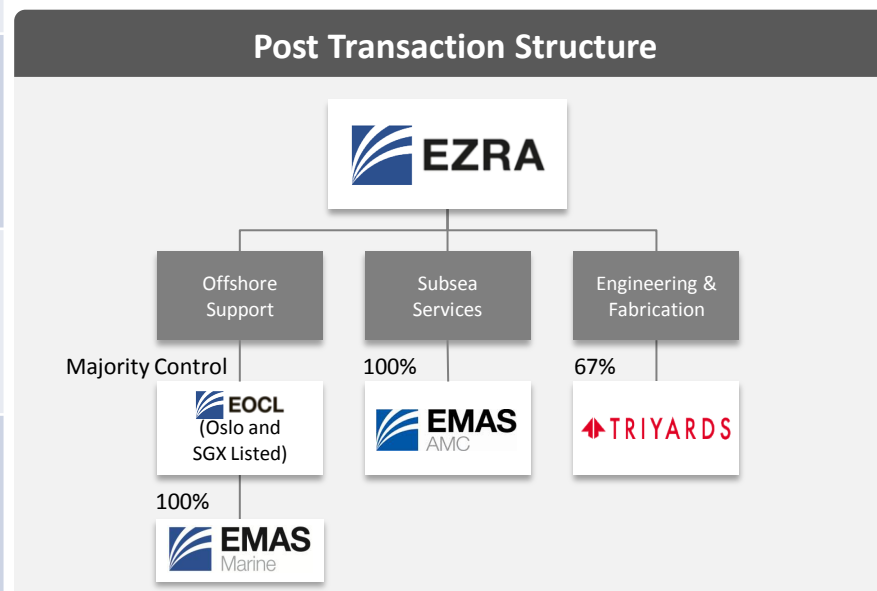 Post Transaction Structure
EZRA
Offshore
Support
Subsea
Services
Engineering &
Fabrication
Majority Control
100%
67%
EOCL
(Oslo and
SGX Listed)
EMAS
AMC
TRIYARDS
100%
EMAS
Marine